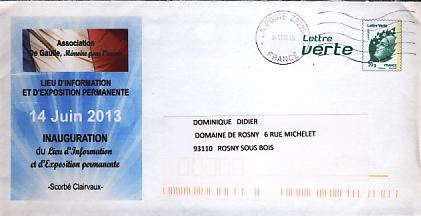 Association
De Gaulle, Mémoire pour l'avenir
LIEU D'INFORMATION
ET D'EXPOSITION PERMANENTE
14 Juin 2013
INAUGURATION
du Lieu d'Information
et d'Exposition permanente
-Scorbé Clairvaux-
LA POSTE
FRANCE
Lettre
verte
Lettre Verte
FRANCE
20g
DOMINIQUE DIDIER
DOMAINE DE ROSNY 6 RUE MICHELET
93110 ROSNY SOUS BOIS